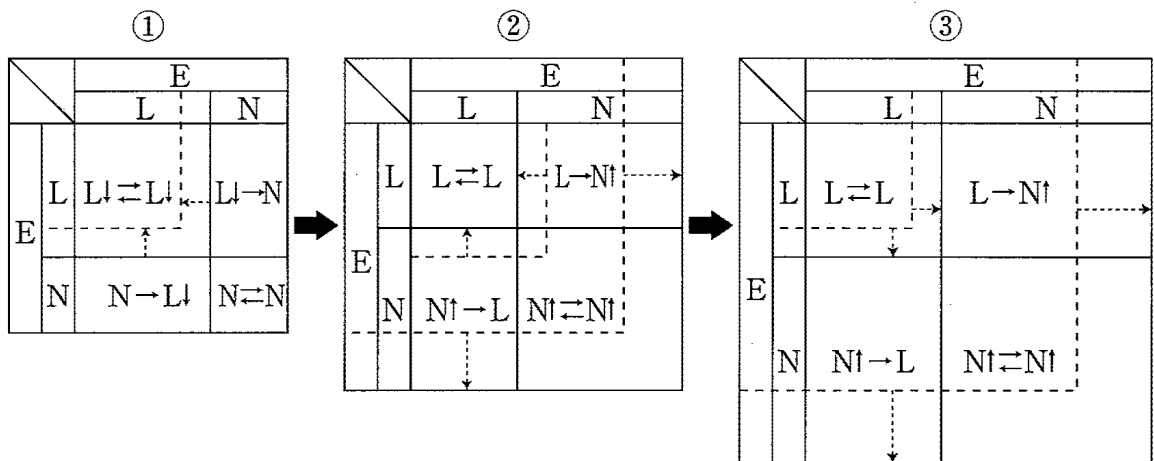 ① ② ③
E E E
L N L N L N
L L↓⇄L↓ L↓→N L L⇄L L→N↑ L L⇄L L→N↑
E E E
N N→L↓ N⇄N N N↑→L N↑⇄N↑ N N↑→L N↑⇄N↑